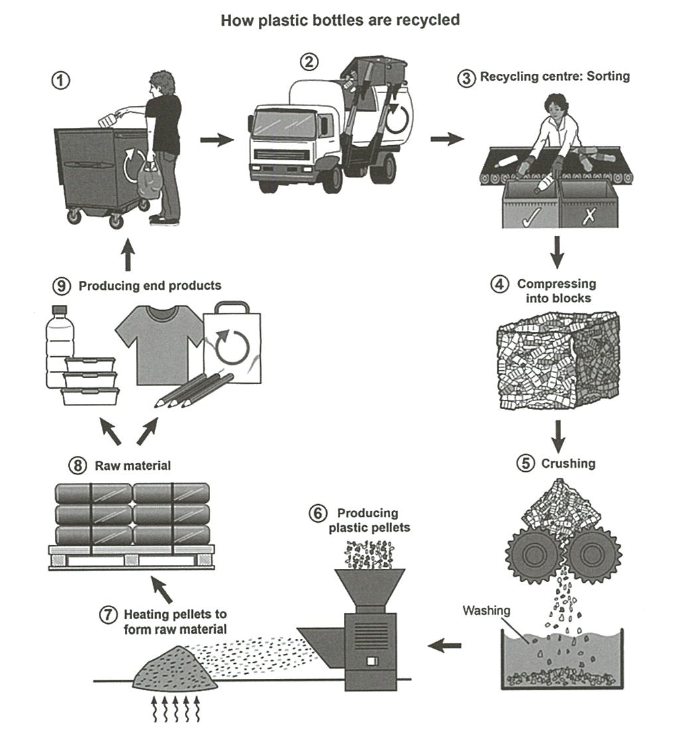 How plastic bottles are recycled
1
2
3 Recycling centre: Sorting
4 Compressing
into blocks
5 Crushing
Washing
6 Producing
plastic pellets
7 Heating pellets to
form raw material
8 Raw material
9 Producing end products